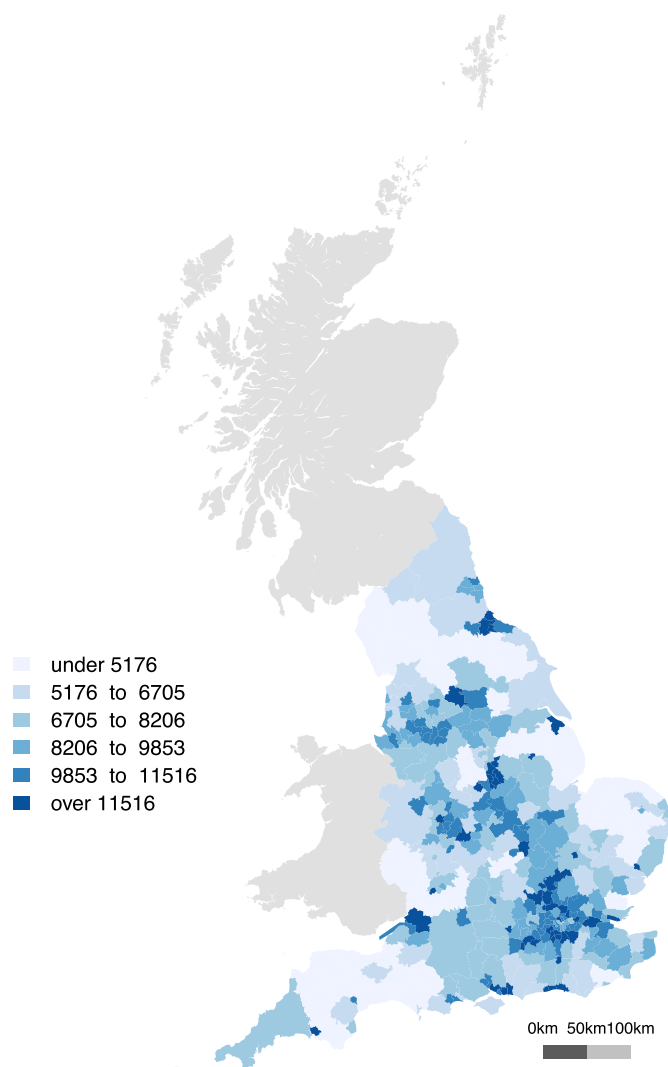 under 5176
5176 to 6705
6705 to 8206
8206 to 9853
9853 to 11516
over 11516
0km 50km100km